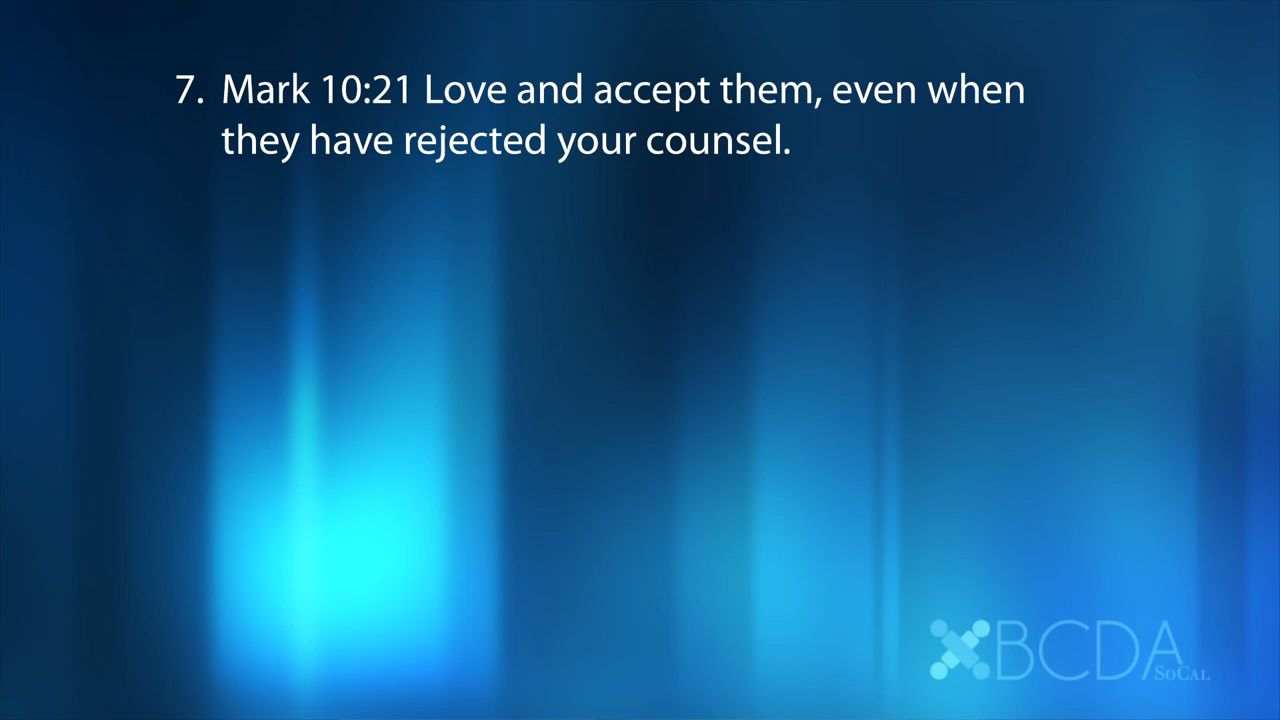 7. Mark 10:21 Love and accept them, even when
they have rejected your counsel.
BCDA
SoCal